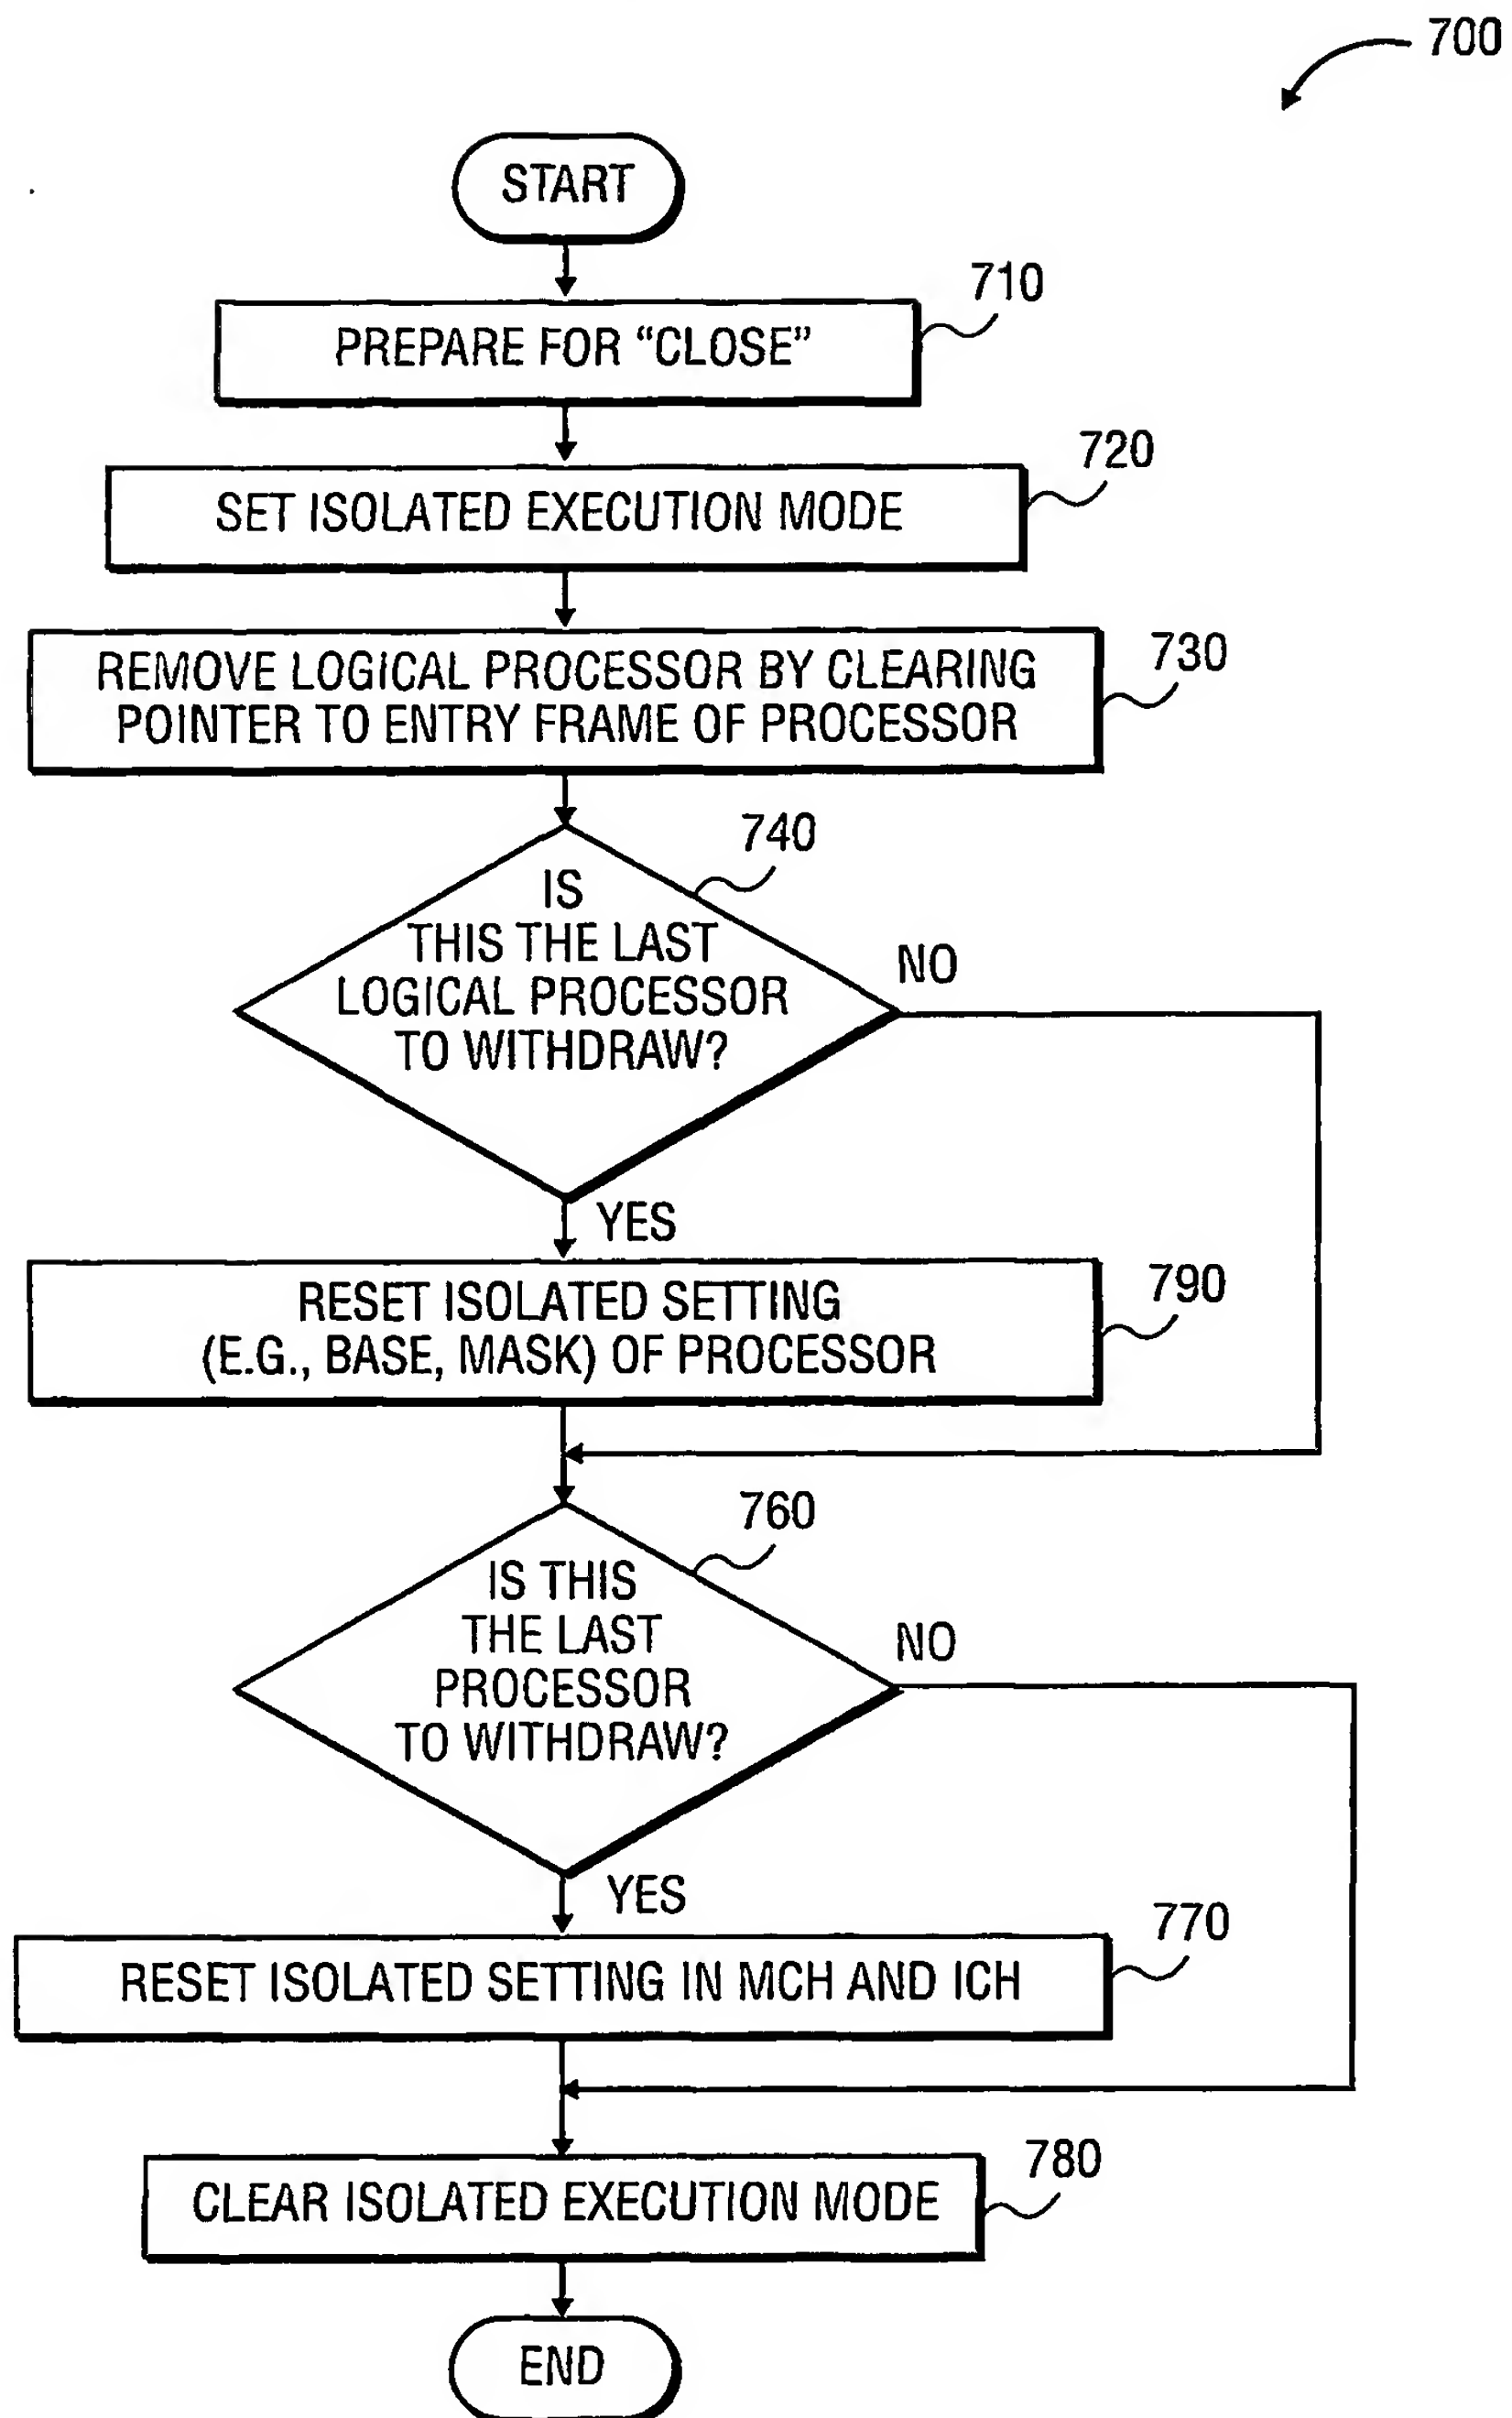 700
START
710
PREPARE FOR “CLOSE”
720
SET ISOLATED EXECUTION MODE
730
REMOVE LOGICAL PROCESSOR BY CLEARING
POINTER TO ENTRY FRAME OF PROCESSOR
740
IS
THIS THE LAST
LOGICAL PROCESSOR
TO WITHDRAW?
NO
YES
790
RESET ISOLATED SETTING
(E.G., BASE, MASK) OF PROCESSOR
760
IS THIS
THE LAST
PROCESSOR
TO WITHDRAW?
NO
YES
770
RESET ISOLATED SETTING IN MCH AND ICH
780
CLEAR ISOLATED EXECUTION MODE
END